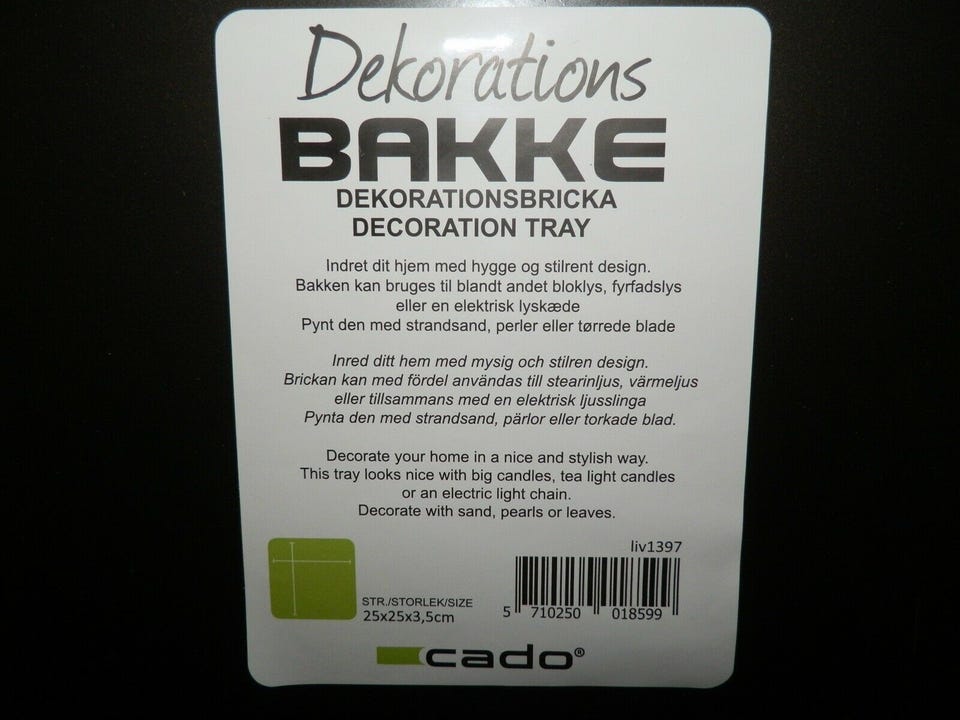 Dekorations
BAKKE
DEKORATIONSBRICKA
DECORATION TRAY
Indret dit hjem med hygge og stilrent design.
Bakken kan bruges til blandt andet bloklys, fyrfadslys
eller en elektrisk lyskæde
Pynt den med strandsand, perler eller tørrede blade
Inred ditt hem med mysig och stilren design.
Brickan kan med fördel användas till stearinljus, värmeljus
eller tillsammans med en elektrisk ljusslinga
Pynta den med strandsand, pärlor eller torkade blad.
Decorate your home in a nice and stylish way.
This tray looks nice with big candles, tea light candles
or an electric light chain.
Decorate with sand, pearls or leaves.
liv1397
STR./STORLEK/SIZE
25x25x3,5cm
5 710250 018599
cado®